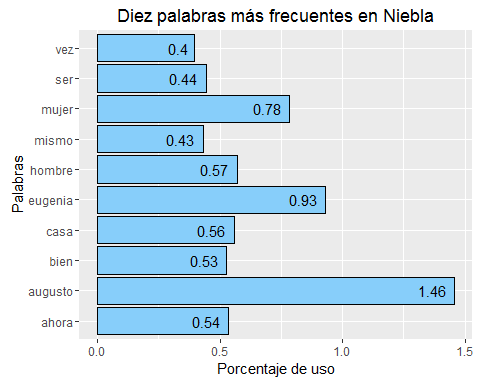 Diez palabras más frecuentes en Niebla
Palabras
vez 0.4
ser 0.44
mujer 0.78
mismo 0.43
hombre 0.57
eugenia 0.93
casa 0.56
bien 0.53
augusto 1.46
ahora 0.54
0.0 0.5 1.0 1.5
Porcentaje de uso